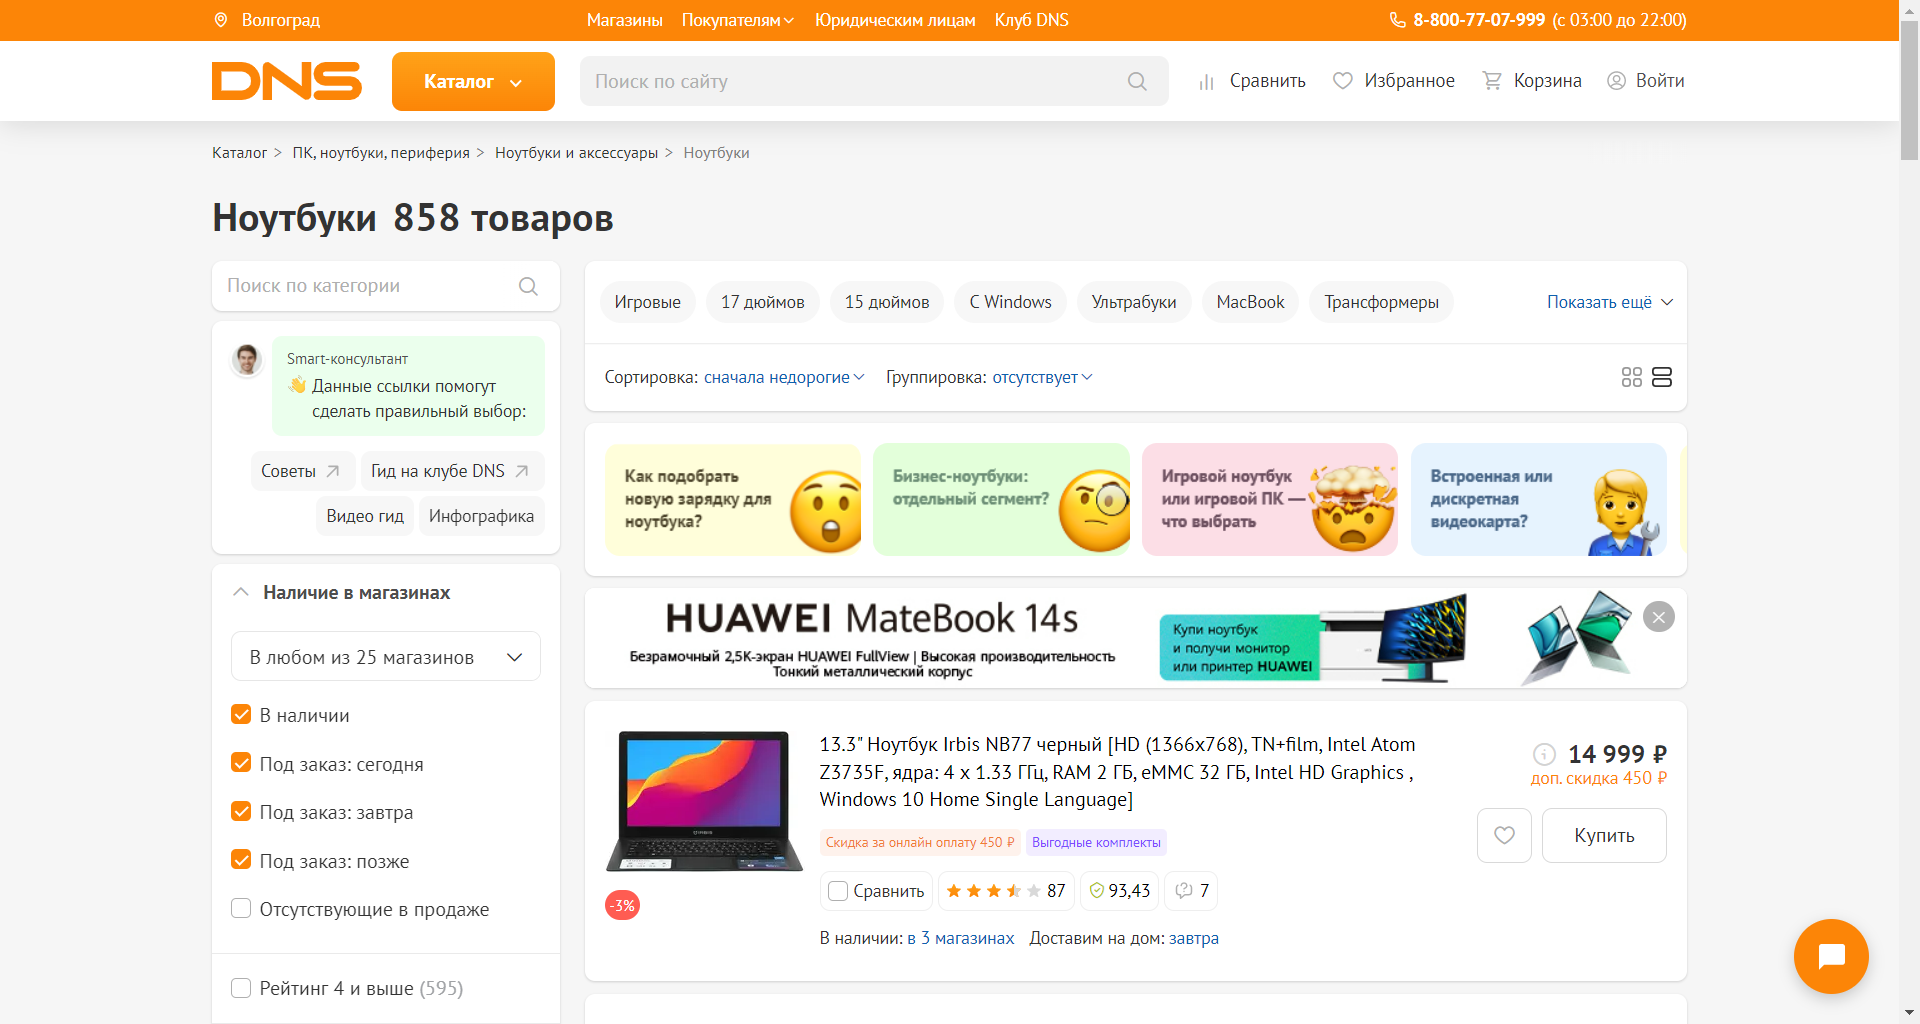 Волгоград
Магазины Покупателям Юридическим лицам Клуб DNS
8-800-77-07-999 (с 03:00 до 22:00)
DNS
Каталог
Поиск по сайту
Сравнить Избранное Корзина Войти
Каталог > ПК, ноутбуки, периферия > Ноутбуки и аксессуары > Ноутбуки
Ноутбуки 858 товаров
Поиск по категории
Smart-консультант
Данные ссылки помогут
сделать правильный выбор:
Советы Гид на клубе DNS
Видео гид Инфографика
Наличие в магазинах
В любом из 25 магазинов
В наличии
Под заказ: сегодня
Под заказ: завтра
Под заказ: позже
Отсутствующие в продаже
Рейтинг 4 и выше (595)
Игровые 17 дюймов 15 дюймов С Windows Ультрабуки MacBook Трансформеры Показать ещё
Сортировка: сначала недорогие Группировка: отсутствует
Как подобрать
новую зарядку для
ноутбука?
Бизнес-ноутбуки:
отдельный сегмент?
Игровой ноутбук
или игровой ПК —
что выбрать
Встроенная или
дискретная
видеокарта?
HUAWEI MateBook 14s
Безрамочный 2,5K-экран HUAWEI FullView | Высокая производительность
Тонкий металлический корпус
Купи ноутбук
и получи монитор
или принтер HUAWEI
13.3" Ноутбук Irbis NB77 черный [HD (1366x768), TN+film, Intel Atom
Z3735F, ядра: 4 х 1.33 ГГц, RAM 2 ГБ, eMMC 32 ГБ, Intel HD Graphics ,
Windows 10 Home Single Language]
Скидка за онлайн оплату 450 ₽ Выгодные комплекты
Сравнить 87 93,43 7
В наличии: в 3 магазинах Доставим на дом: завтра
-3%
14 999 ₽
доп. скидка 450 ₽
Купить